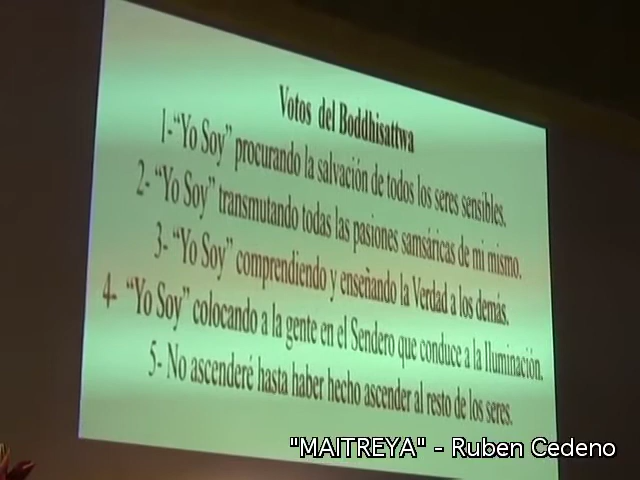 Votos del Boddhisattwa
1-“Yo Soy” procurando la salvación de todos los seres sensibles.
2- “Yo Soy” transmutando todas las pasiones samsáricas de mi mismo.
3- “Yo Soy” comprendiendo y enseñando la Verdad a los demás.
4- “Yo Soy” colocando a la gente en el Sendero que conduce a la Iluminación.
5- No ascenderé hasta haber hecho ascender al resto de los seres.
"MAITREYA" - Ruben Cedeno